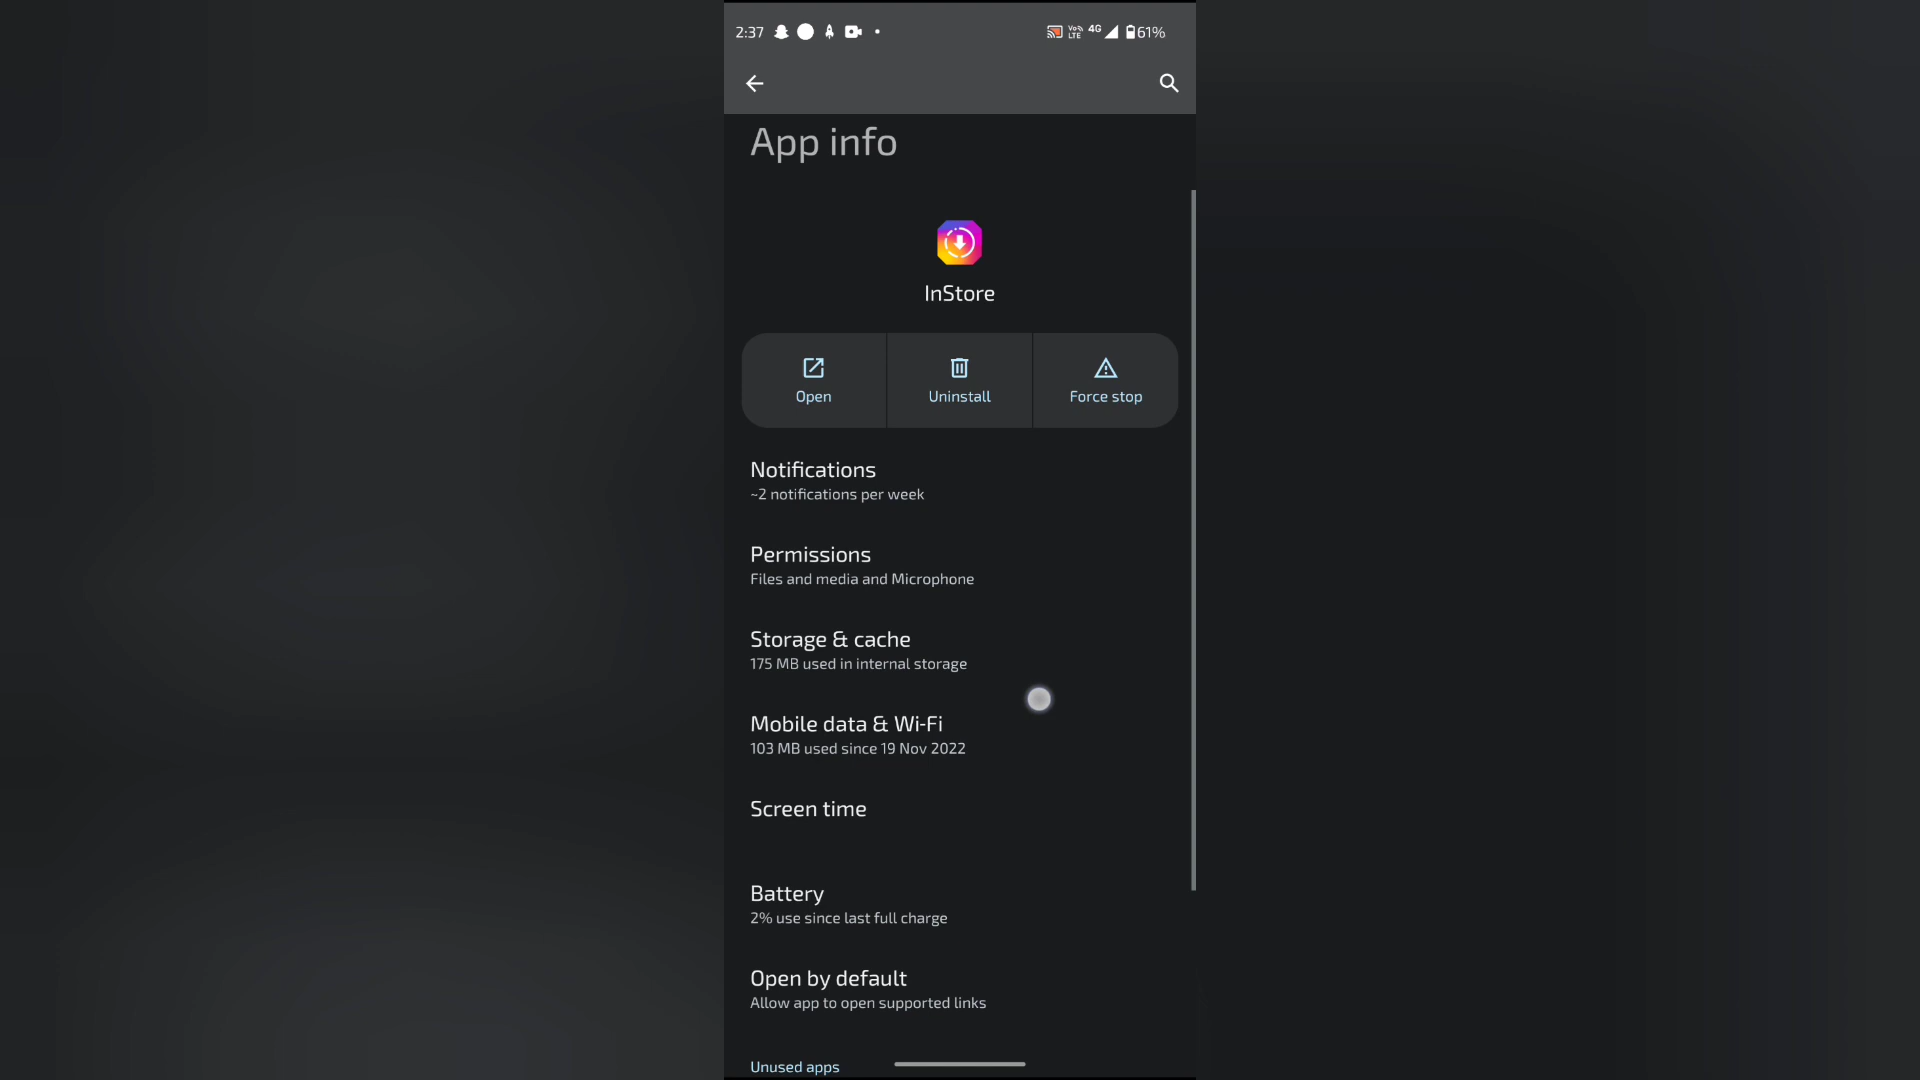 2:37
Vo))
LTE
4G
61%
App info
InStore
Open
Uninstall
Force stop
Notifications
~2 notifications per week
Permissions
Files and media and Microphone
Storage & cache
175 MB used in internal storage
Mobile data & Wi-Fi
103 MB used since 19 Nov 2022
Screen time
Battery
2% use since last full charge
Open by default
Allow app to open supported links
Unused apps